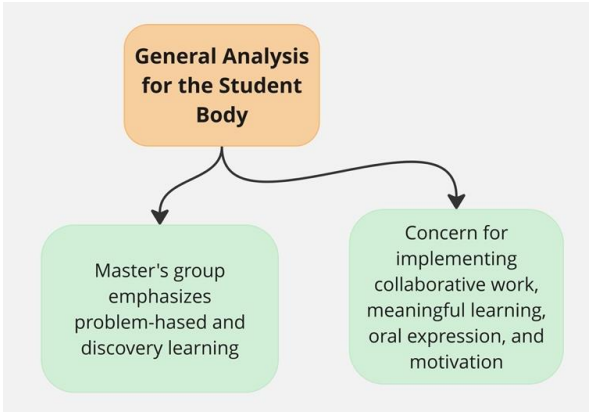 General Analysis
for the Student
Body
Master's group
emphasizes
problem-hased and
discovery learning
Concern for
implementing
collaborative work,
meaningful learning,
oral expression, and
motivation